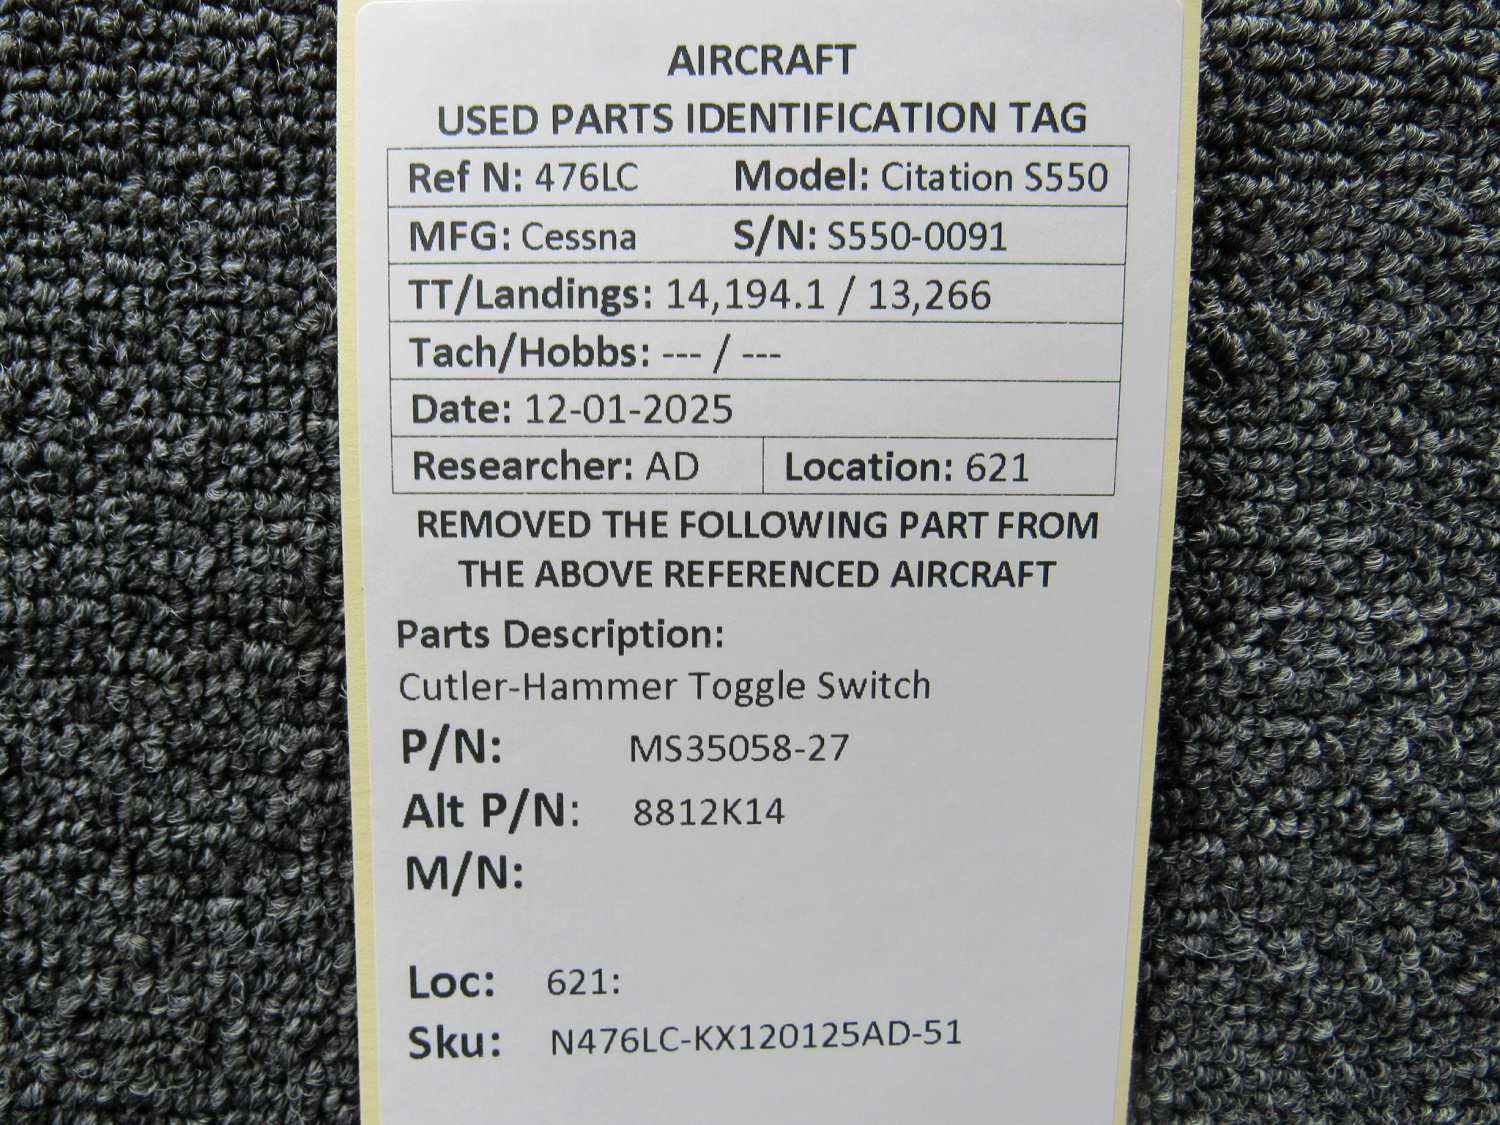 AIRCRAFT
USED PARTS IDENTIFICATION TAG
Ref N: 476LC Model: Citation S550
MFG: Cessna S/N: S550-0091
TT/Landings: 14,194.1 / 13,266
Tach/Hobbs: --- / ---
Date: 12-01-2025
Researcher: AD Location: 621
REMOVED THE FOLLOWING PART FROM
THE ABOVE REFERENCED AIRCRAFT
Parts Description:
Cutler-Hammer Toggle Switch
P/N: MS35058-27
Alt P/N: 8812K14
M/N:
Loc: 621:
Sku: N476LC-KX120125AD-51